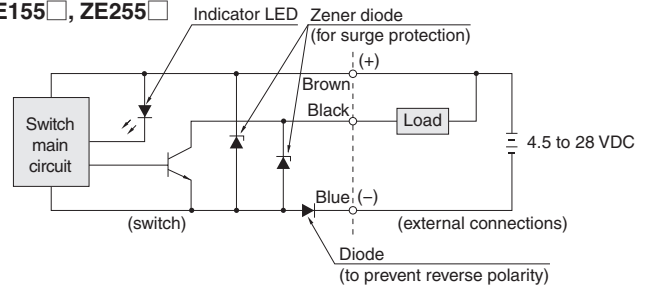 E155□, ZE255□
Indicator LED
Zener diode
(for surge protection)
(+)
Brown
Black
Load
Switch
main
circuit
4.5 to 28 VDC
Blue
(–)
(switch)
(external connections)
Diode
(to prevent reverse polarity)